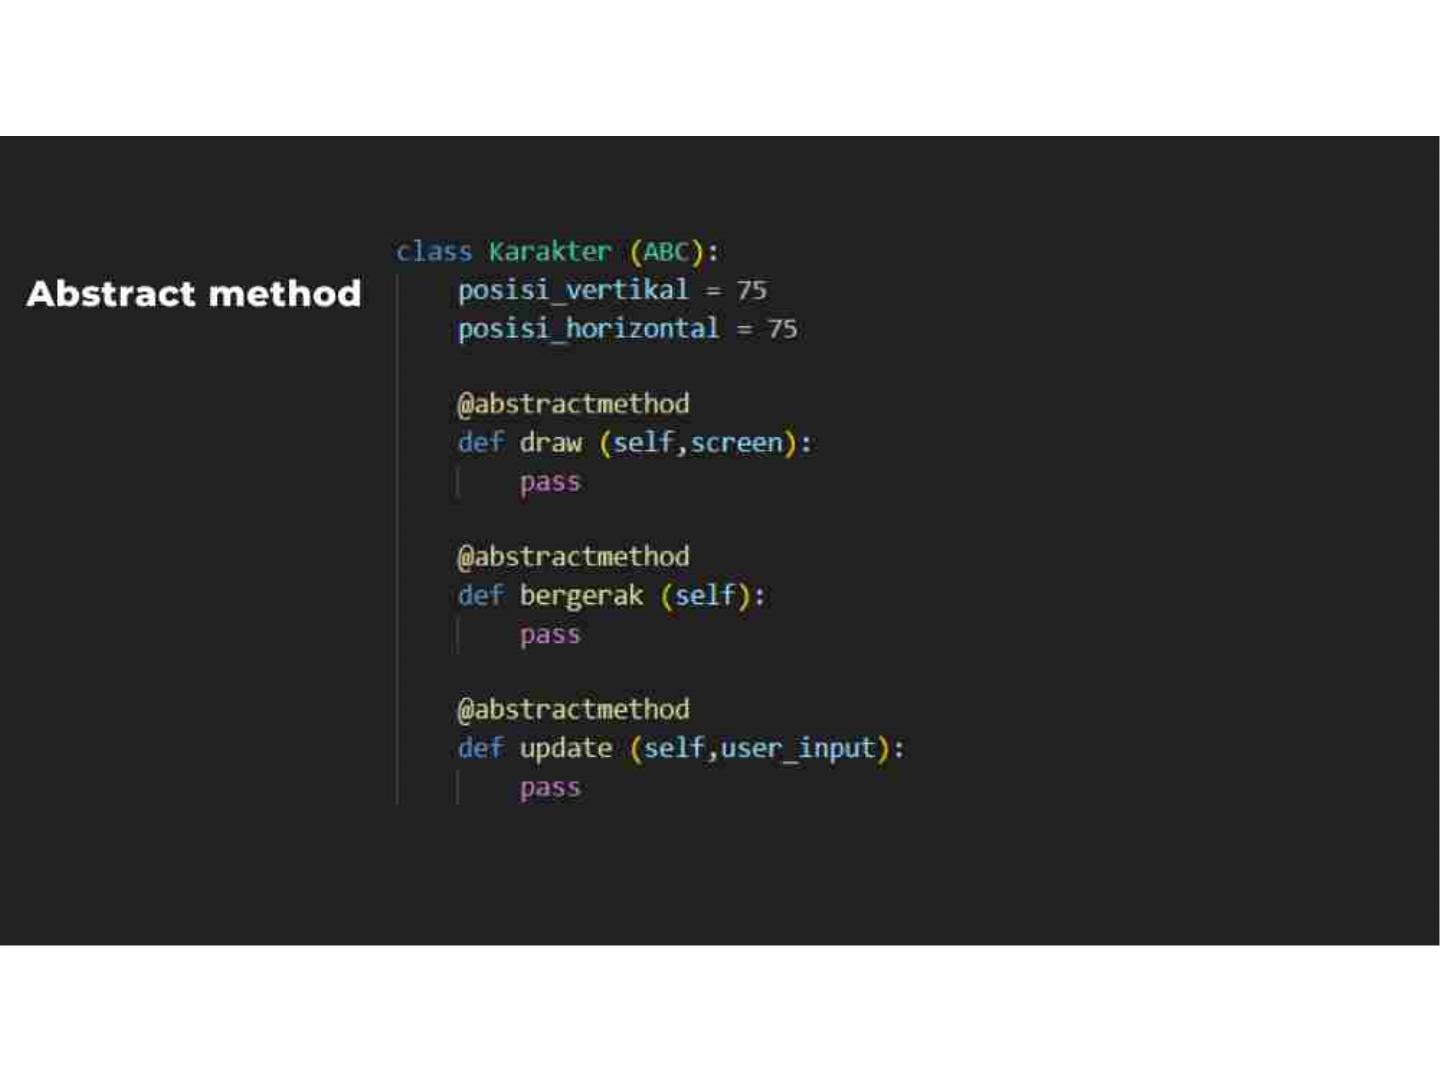 Abstract method
class Karakter (ABC):
posisi_vertikal = 75
posisi_horizontal = 75
@abstractmethod
def draw (self,screen):
pass
@abstractmethod
def bergerak (self):
pass
@abstractmethod
def update (self,user_input):
pass